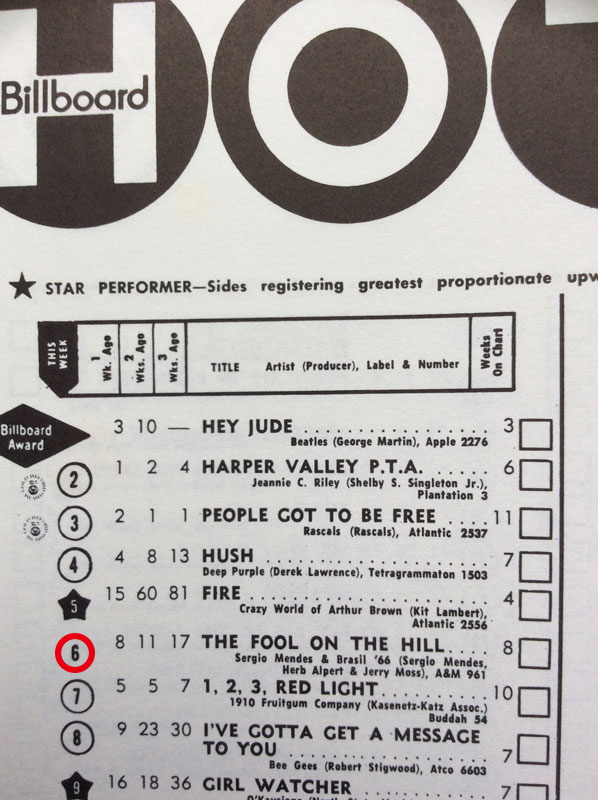 HOT
Billboard
★ STAR PERFORMER—Sides registering greatest proportionate upw
THIS WEEK
1 Wk. Ago
2 Wks. Ago
3 Wks. Ago
TITLE Artist (Producer), Label & Number
Weeks On Chart
Billboard Award 3 10 — HEY JUDE . . . . . . . . . . . . . . . . . . 3
Beatles (George Martin), Apple 2276
2 1 2 4 HARPER VALLEY P.T.A. . . . . . . . 6
Jeannie C. Riley (Shelby S. Singleton Jr.),
Plantation 3
3 2 1 1 PEOPLE GOT TO BE FREE . . . . 11
Rascals (Rascals), Atlantic 2537
4 4 8 13 HUSH . . . . . . . . . . . . . . . . . . . . . . 7
Deep Purple (Derek Lawrence), Tetragrammaton 1503
5 15 60 81 FIRE . . . . . . . . . . . . . . . . . . . . . . . 4
Crazy World of Arthur Brown (Kit Lambert),
Atlantic 2556
6 8 11 17 THE FOOL ON THE HILL. . . . 8
Sergio Mendes & Brasil '66 (Sergio Mendes,
Herb Alpert & Jerry Moss), A&M 961
7 5 5 7 1, 2, 3, RED LIGHT. . . . . . . . . . . 10
1910 Fruitgum Company (Kasenetz-Katz Assoc.)
Buddah 54
8 9 23 30 I'VE GOTTA GET A MESSAGE
TO YOU . . . . . . . . . . . . . . . . . . . . 7
Bee Gees (Robert Stigwood), Atco 6603
9 16 18 36 GIRL WATCHER . . . . . . . . . . . . 7